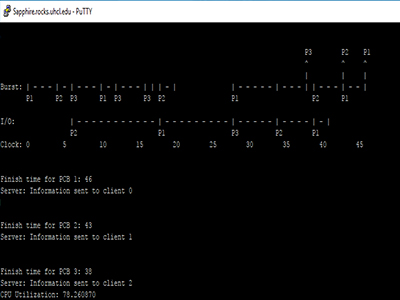 Sapphire.rocks.uhcl.edu - PuTTY
P3 P2 P1
^ ^ ^
| | |
Burst: | - - - | - | - - - | - | - - - | | | - | - - - - - - | - - - - - - | - - - | - - |
P1 P2 P3 P1 P3 P3 P2 P1 P2 P1
I/O: | - - - - - - - - - - - | - - - - - - - - - | - - - - - | - - - - | - |
P2 P1 P3 P2 P1
Clock: 0 5 10 15 20 25 30 35 40 45
Finish time for PCB 1: 46
Server: Information sent to client 0
Finish time for PCB 2: 43
Server: Information sent to client 1
Finish time for PCB 3: 38
Server: Information sent to client 2
CPU Utilization: 78.260870